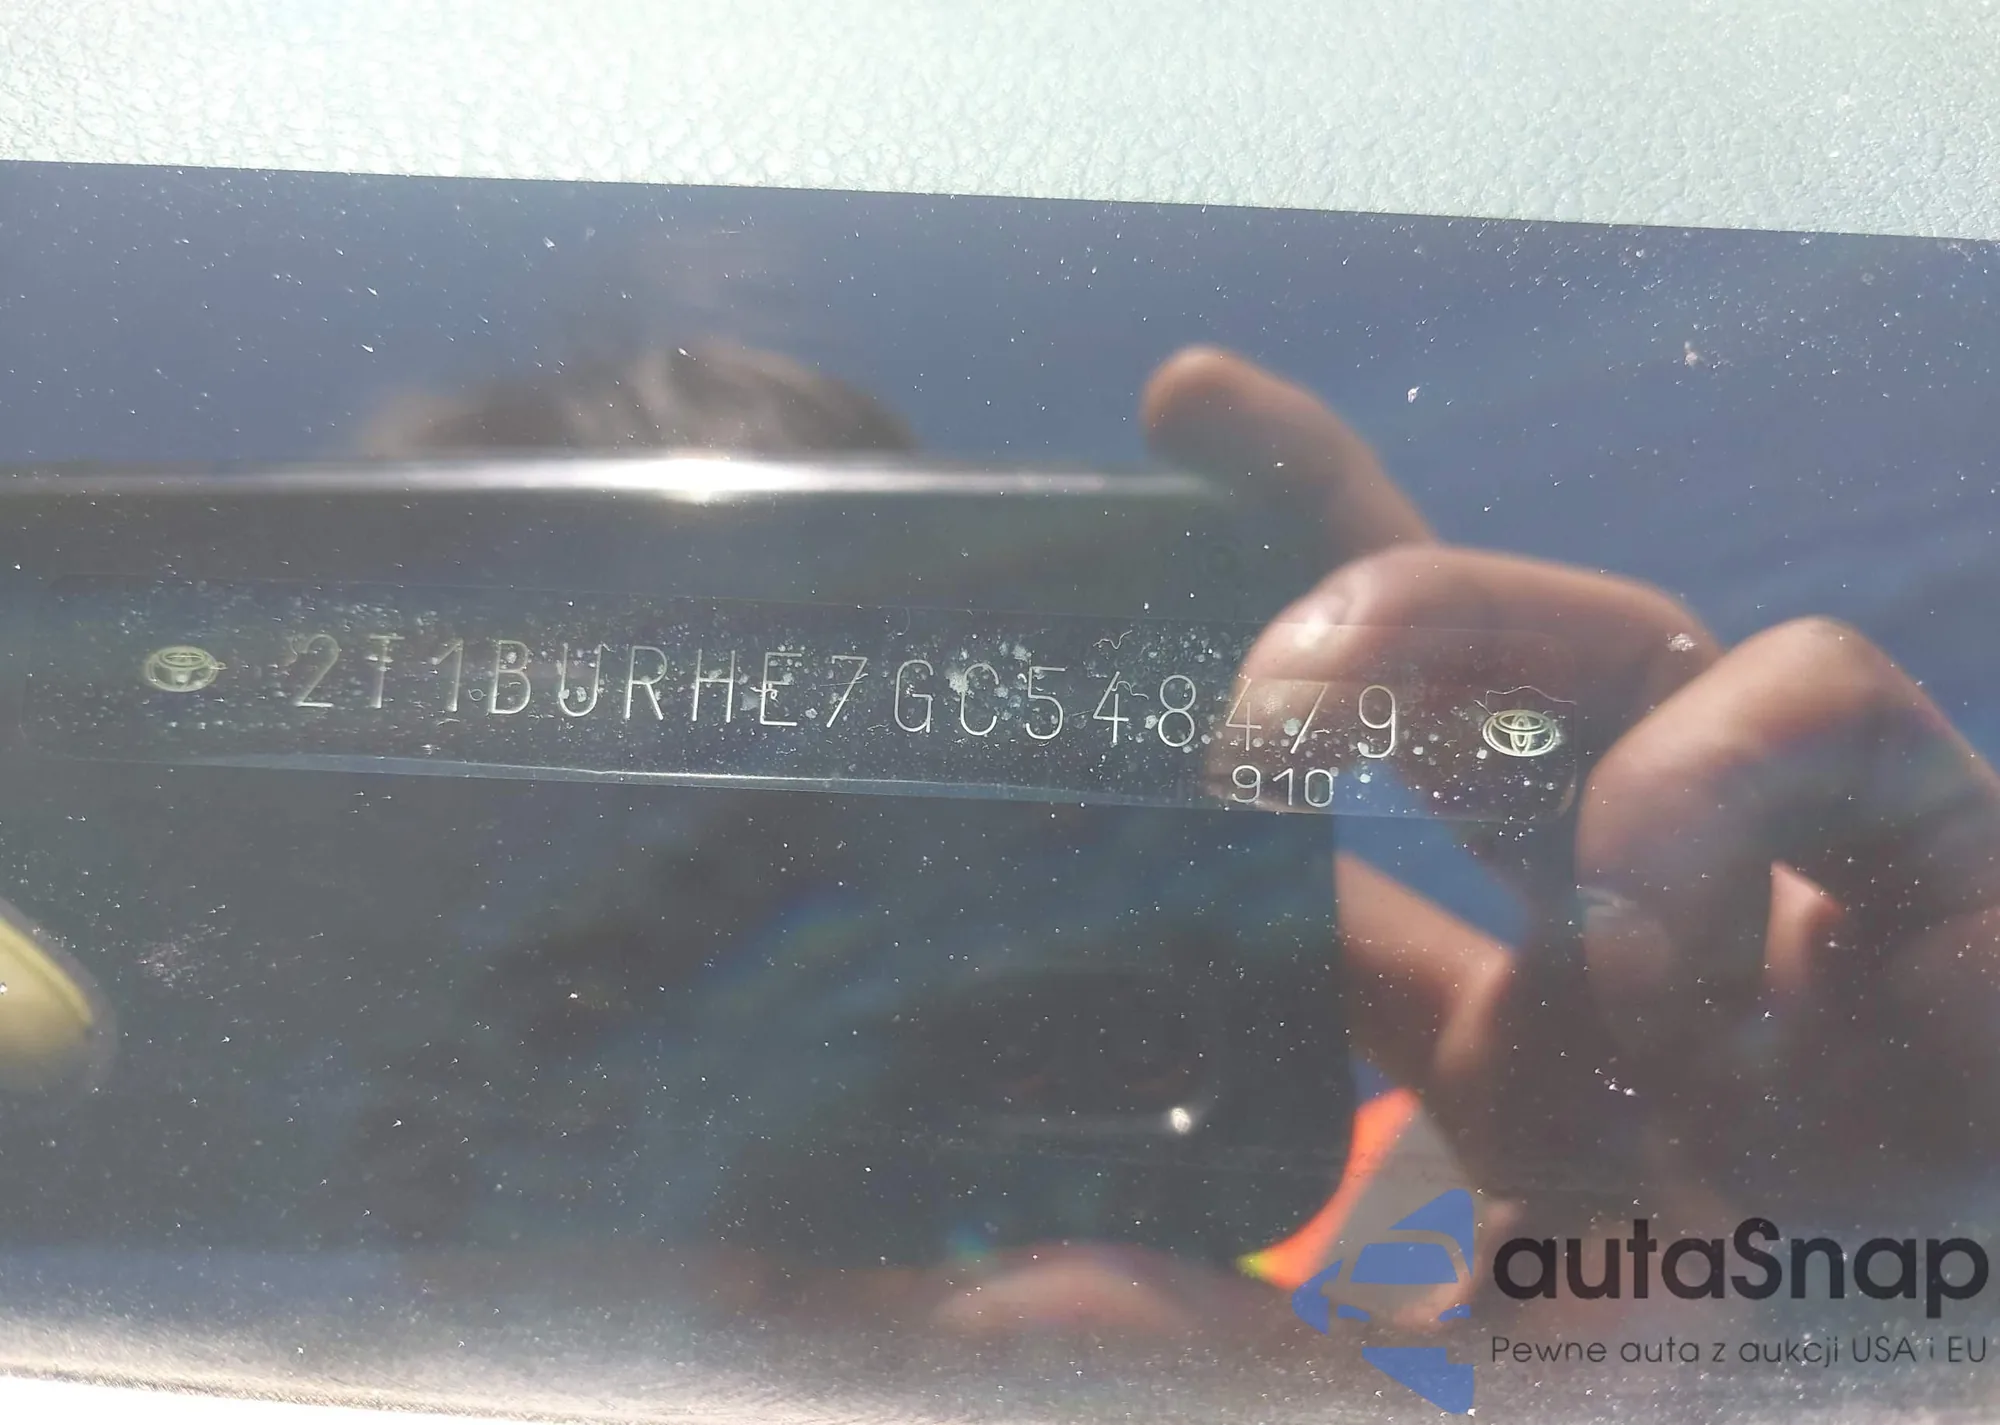 2T1BURHE7GC548479
910
autaSnap
Pewne auta z aukcji USA i EU